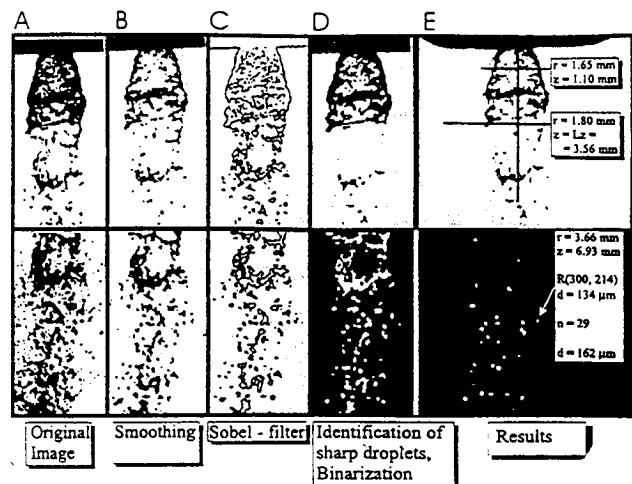 A B C D E
r = 1.65 mm
z = 1.10 mm
r = 1.80 mm
z = Lz =
= 3.56 mm
r = 3.66 mm
z = 6.93 mm
R(300, 214)
d = 134 µm
n = 29
d = 162 µm
Original
Image
Smoothing
Sobel - filter
Identification of
sharp droplets,
Binarization
Results